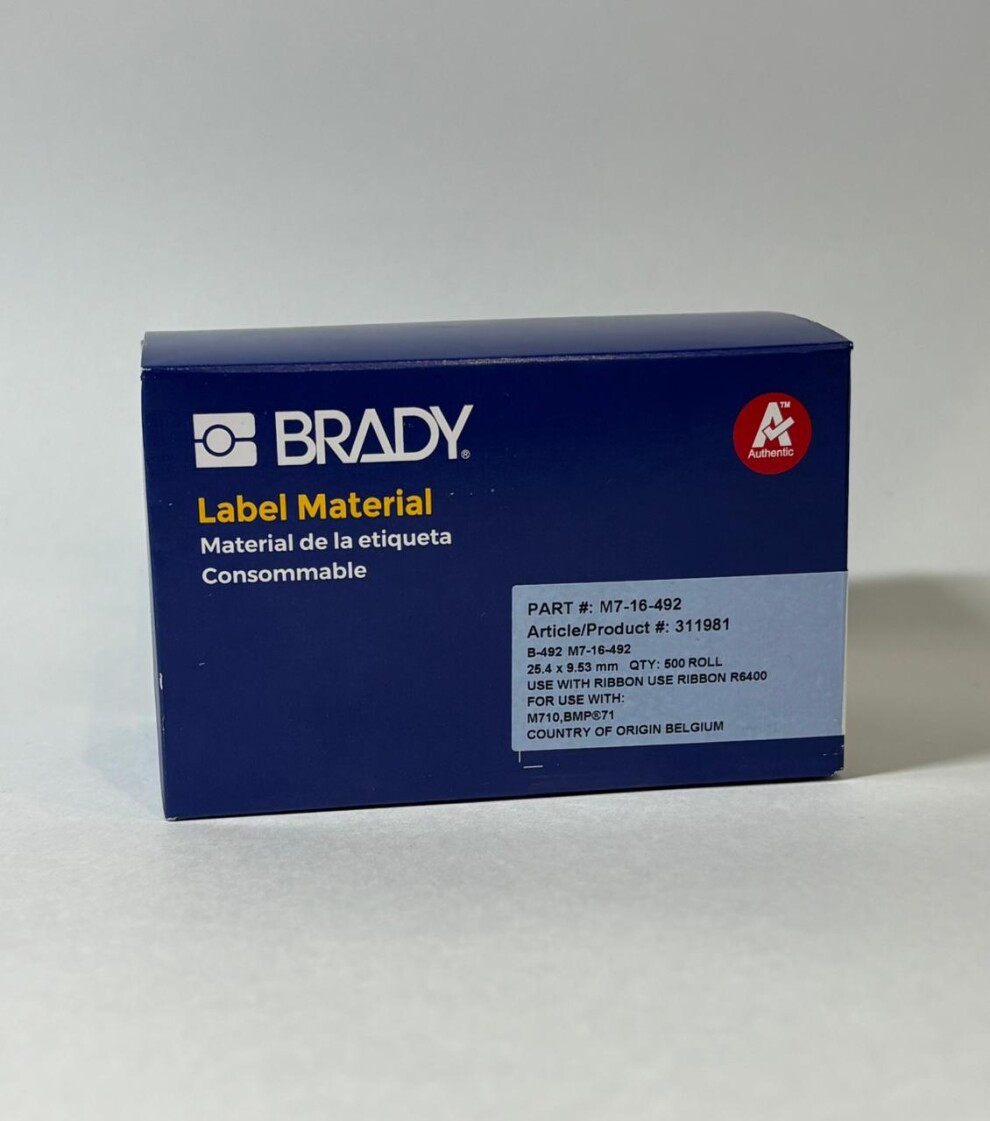 BRADY®
Label Material
Material de la etiqueta
Consommable
A™
Authentic
PART #: M7-16-492
Article/Product #: 311981
B-492 M7-16-492
25.4 x 9.53 mm QTY: 500 ROLL
USE WITH RIBBON USE RIBBON R6400
FOR USE WITH:
M710,BMP®71
COUNTRY OF ORIGIN BELGIUM